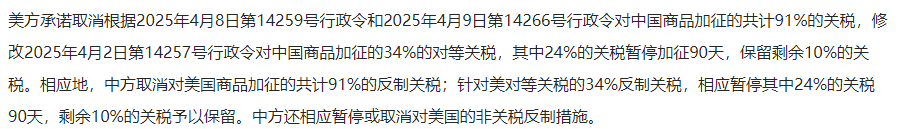 美方承诺取消根据2025年4月8日第14259号行政令和2025年4月9日第14266号行政令对中国商品加征的共计91%的关税，修
改2025年4月2日第14257号行政令对中国商品加征的34%的对等关税，其中24%的关税暂停加征90天，保留剩余10%的关
税。相应地，中方取消对美国商品加征的共计91%的反制关税；针对美对等关税的34%反制关税，相应暂停其中24%的关税
90天，剩余10%的关税予以保留。中方还相应暂停或取消对美国的非关税反制措施。